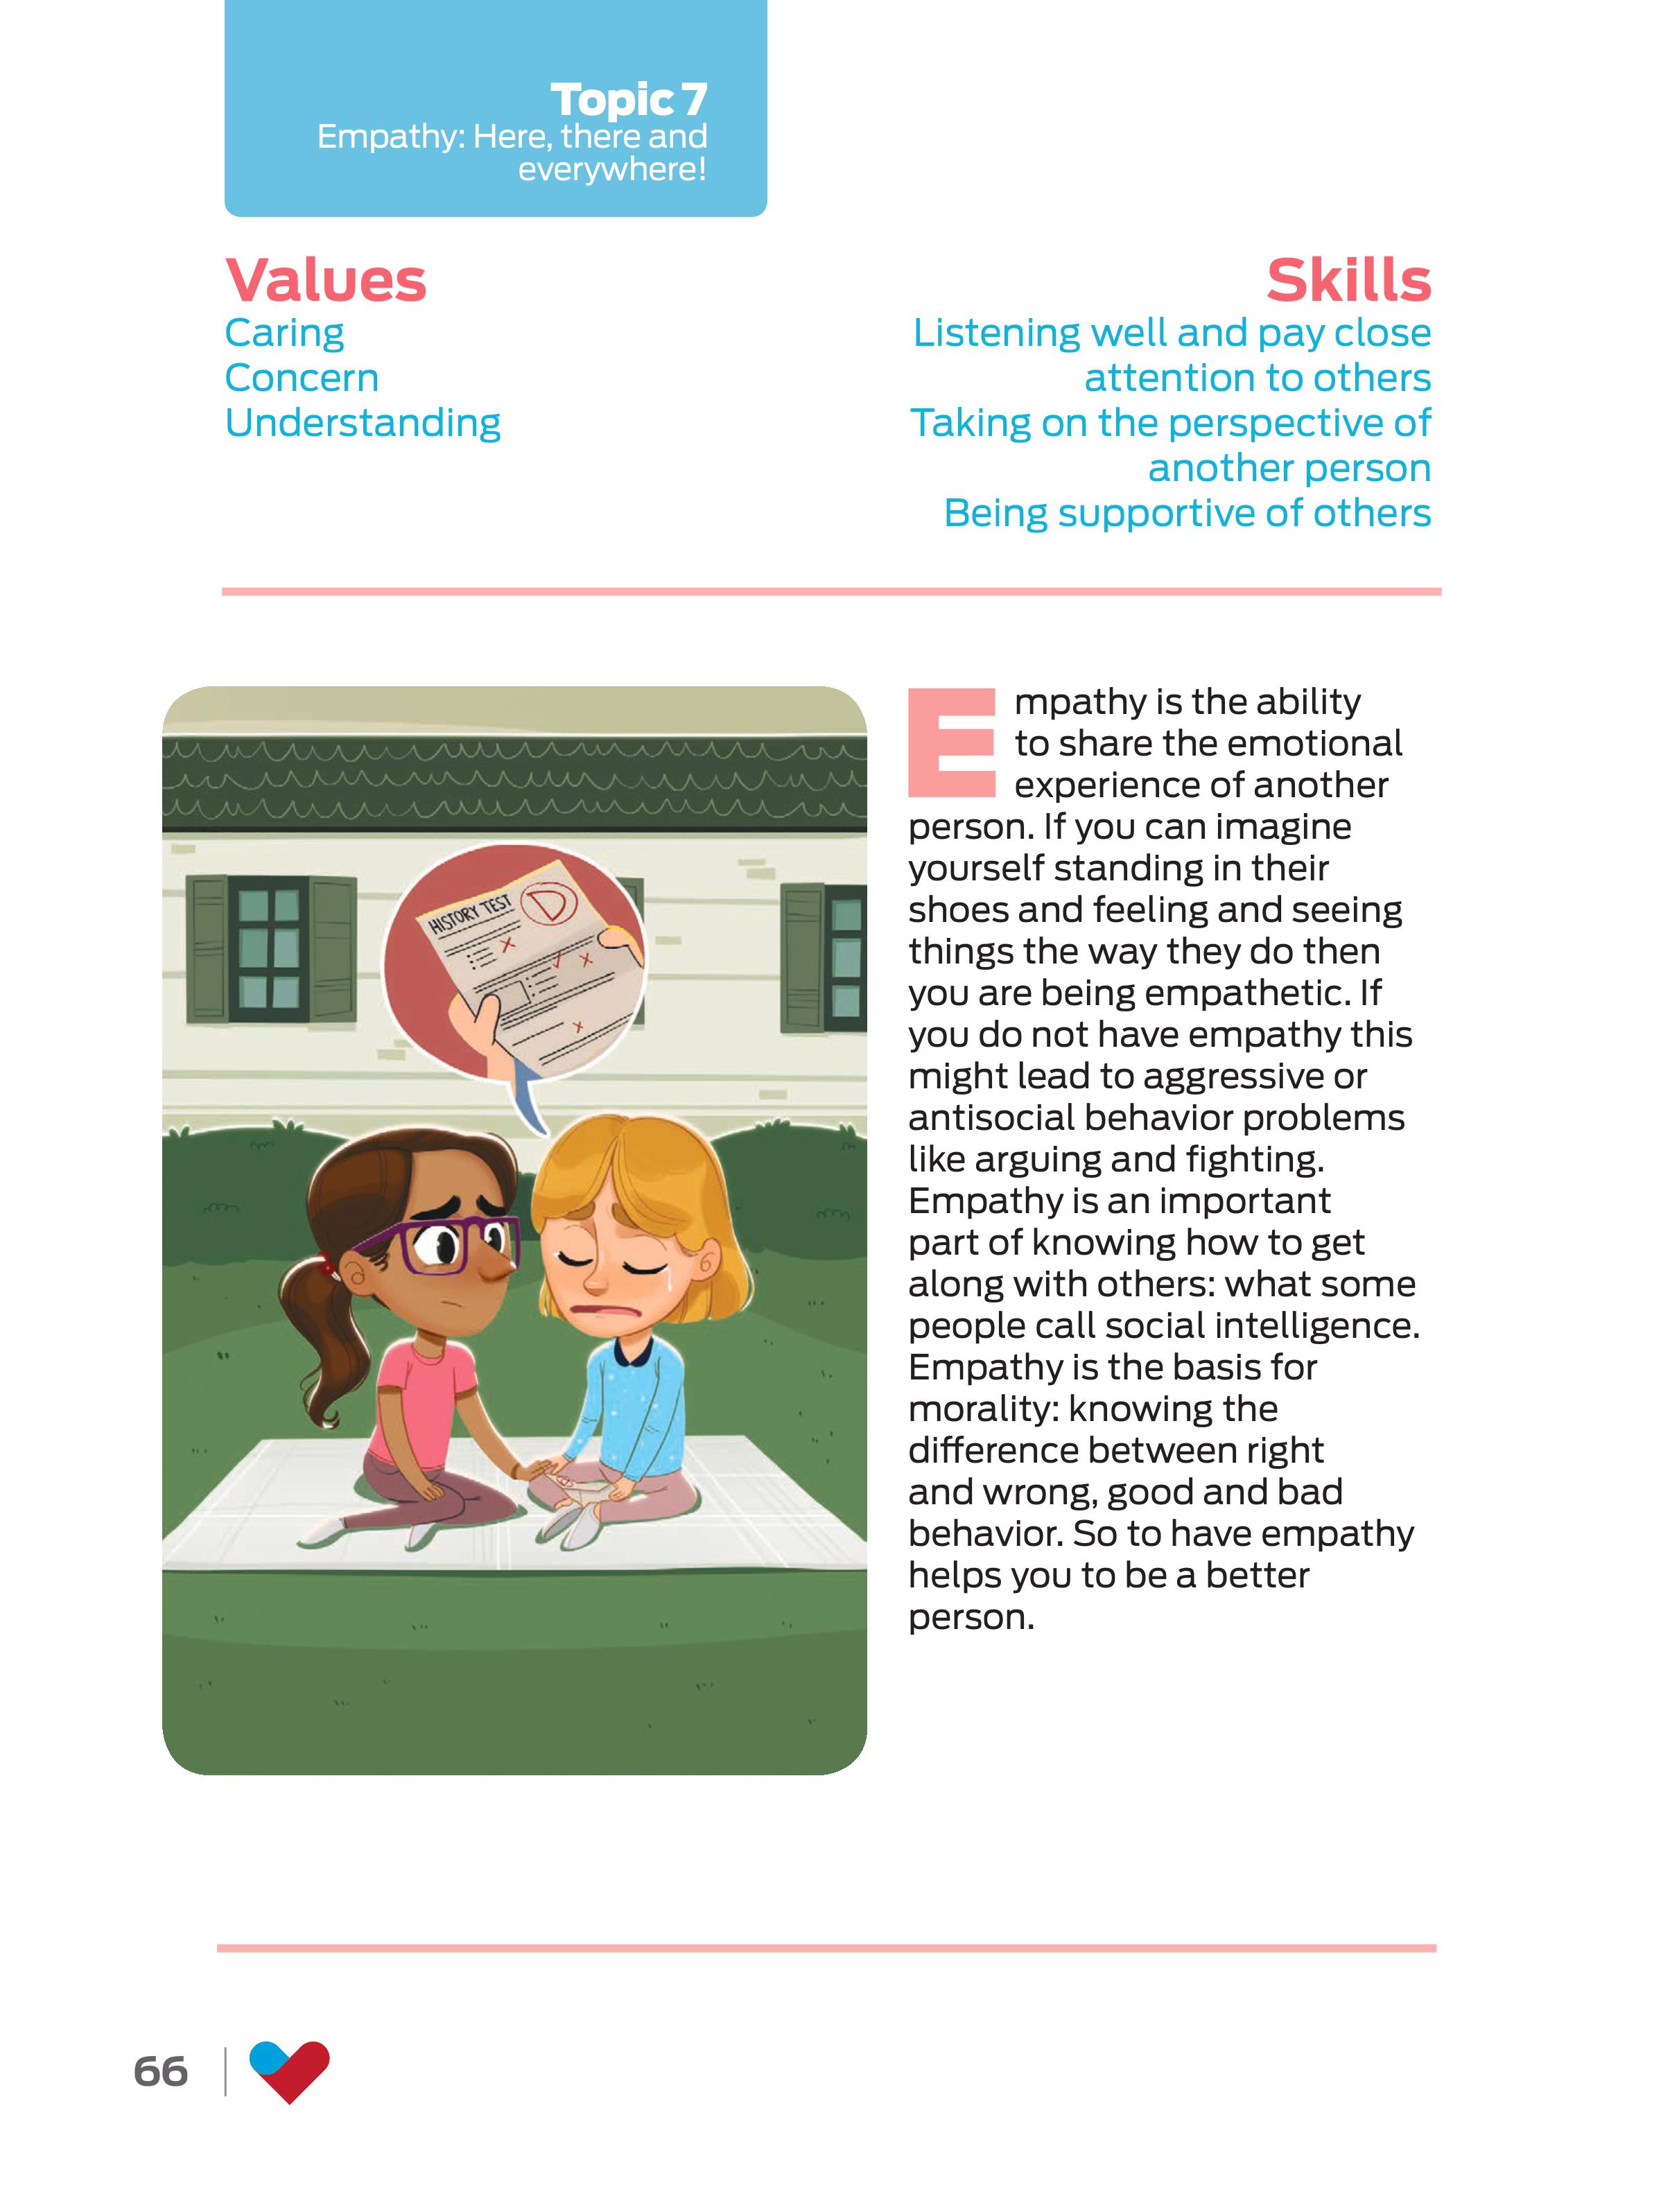 Topic 7
Empathy: Here, there and
everywhere!
Values
Caring
Concern
Understanding
Skills
Listening well and pay close
attention to others
Taking on the perspective of
another person
Being supportive of others
HISTORY TEST
D
Empathy is the ability
to share the emotional
experience of another
person. If you can imagine
yourself standing in their
shoes and feeling and seeing
things the way they do then
you are being empathetic. If
you do not have empathy this
might lead to aggressive or
antisocial behavior problems
like arguing and fighting.
Empathy is an important
part of knowing how to get
along with others: what some
people call social intelligence.
Empathy is the basis for
morality: knowing the
difference between right
and wrong, good and bad
behavior. So to have empathy
helps you to be a better
person.
66